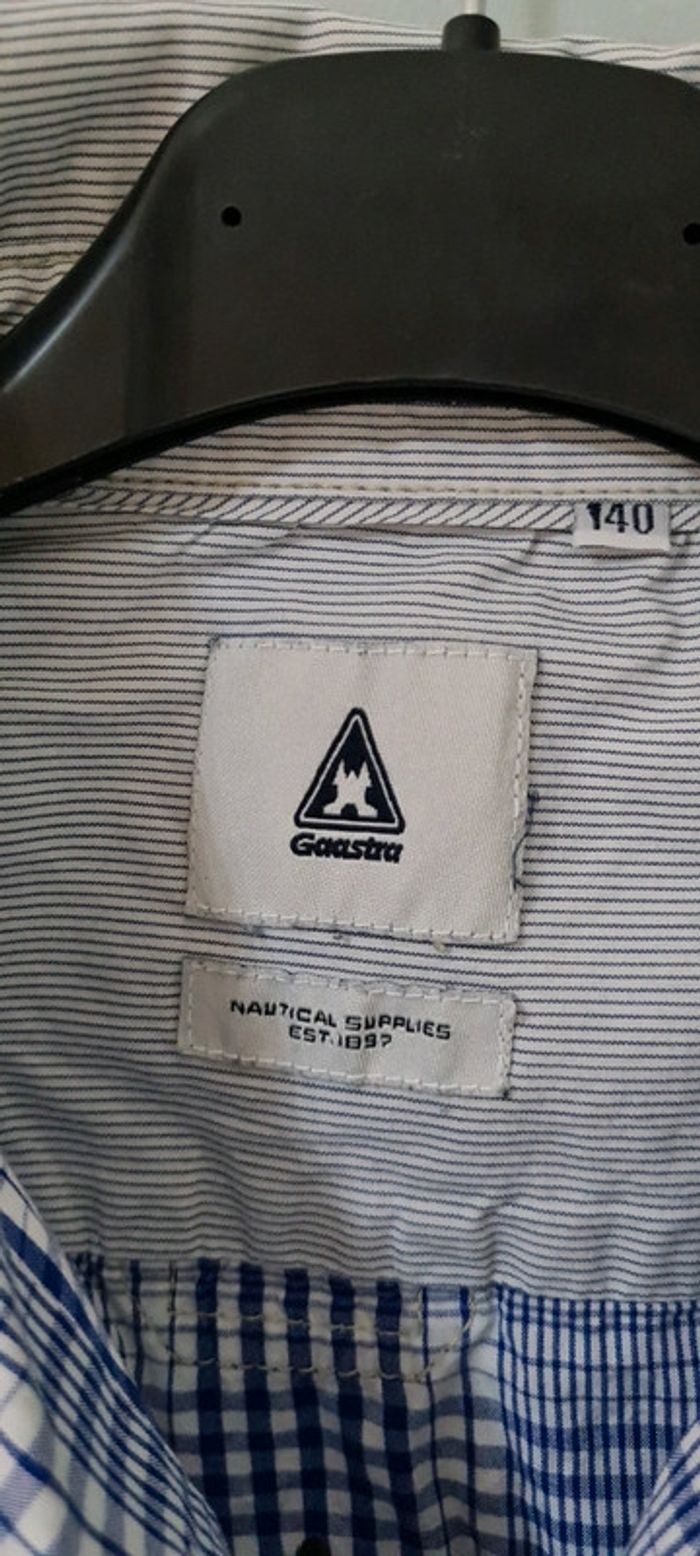 140
Gaastra
NAUTICAL SUPPLIES
EST.1897